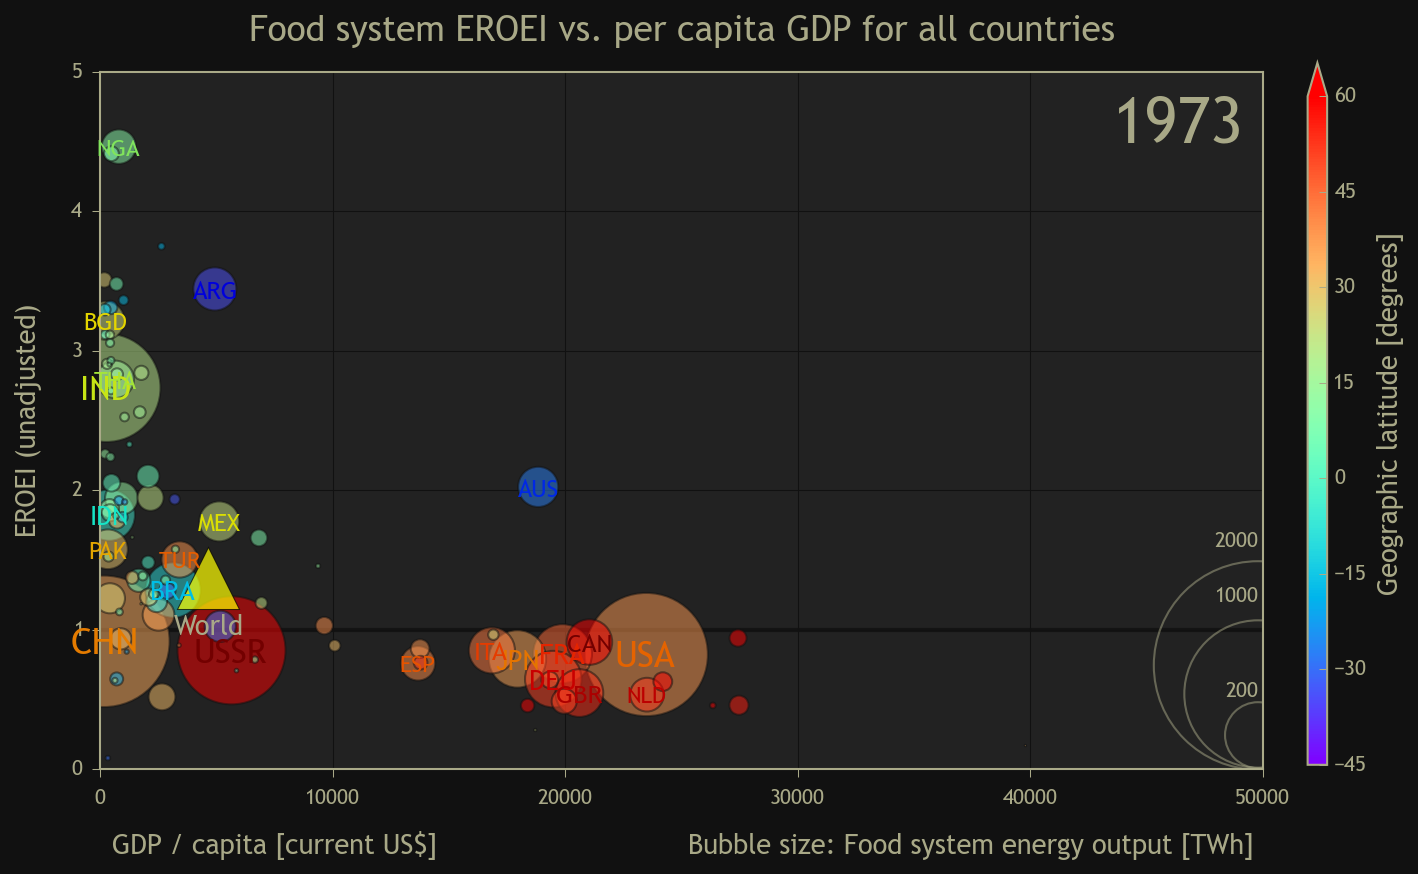 Food system EROEI vs. per capita GDP for all countries
1973
5
4
3
2
1
0
EROEI (unadjusted)
NGA
ARG
BGD
THA
IND
AUS
IDN
MEX
PAK
TUR
BRA
World
CHN
USSR
ESP
ITA
JPN
FRA
CAN
USA
DEU
GBR
NLD
2000
1000
200
0
10000
20000
30000
40000
50000
GDP / capita [current US$]
Bubble size: Food system energy output [TWh]
60
45
30
15
0
−15
−30
−45
Geographic latitude [degrees]